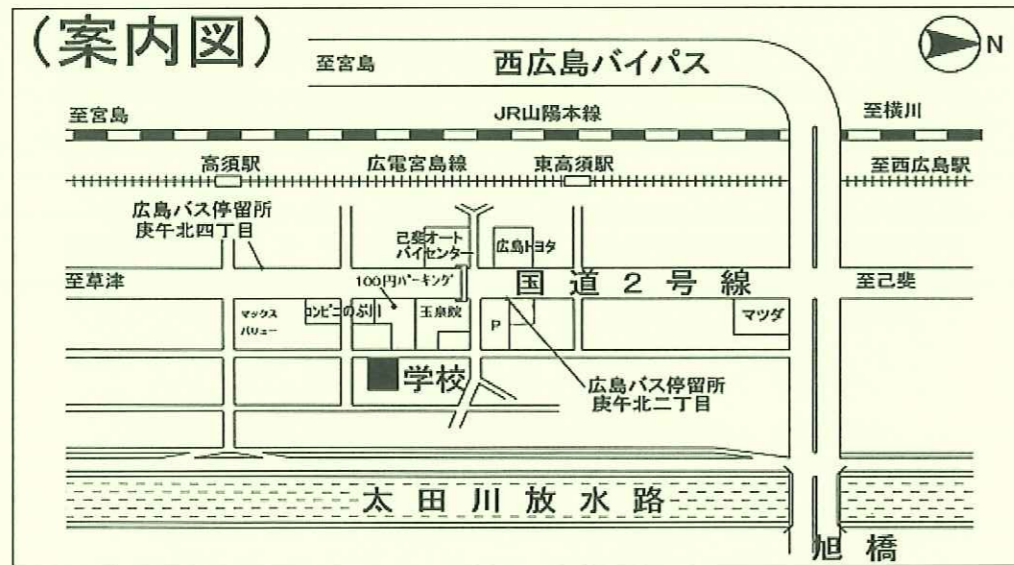 (案内図)
N
至宮島
西広島バイパス
至宮島
JR山陽本線
至横川
高須駅
広電宮島線
東高須駅
至西広島駅
広島バス停留所
庚午北四丁目
己斐オート
バイセンター
広島トヨタ
至草津
100円パーキング
国道2号線
至己斐
マックス
バリュー
コンビニ
のぶ川
玉泉院
P
マツダ
学校
広島バス停留所
庚午北二丁目
太田川放水路
旭橋